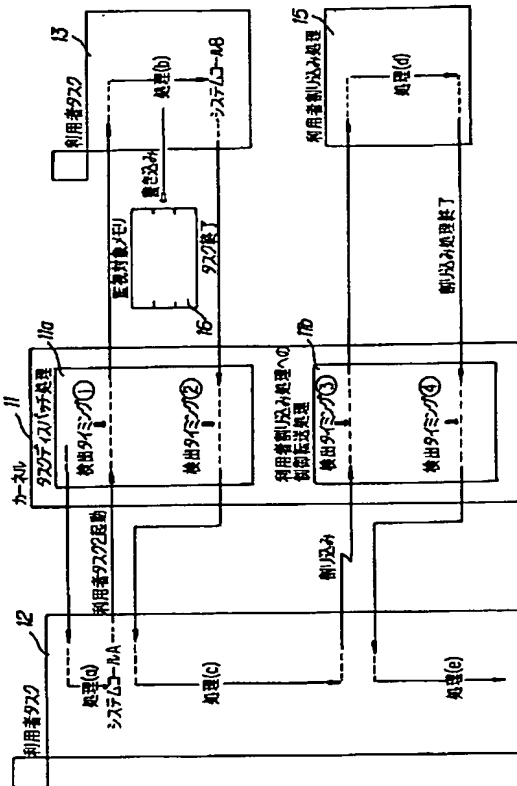 利用者タスク
12
処理(a)
システムコールA
処理(c)
処理(e)
カーネル
11
タスクディスパッチ処理
11a
検出タイミング①
利用者タスク2起動
検出タイミング②
利用者割り込み処理への
制御転送処理
11b
検出タイミング③
割り込み
検出タイミング④
監視対象メモリ
16
書き込み
タスク終了
利用者タスク
13
処理(b)
システムコールB
利用者割り込み処理
15
処理(d)
割り込み処理終了